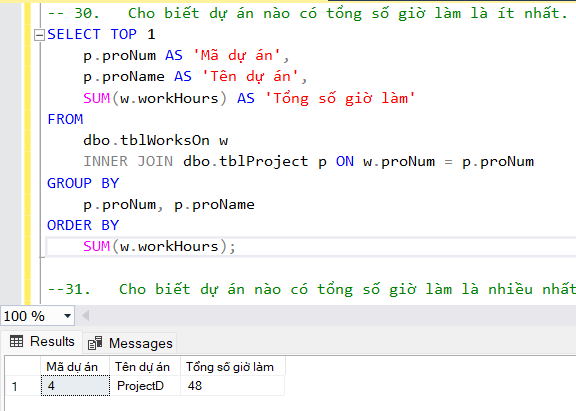 -- 30.   Cho biết dự án nào có tổng số giờ làm là ít nhất.
SELECT TOP 1
p.proNum AS 'Mã dự án',
p.proName AS 'Tên dự án',
SUM(w.workHours) AS 'Tổng số giờ làm'
FROM
dbo.tblWorksOn w
INNER JOIN dbo.tblProject p ON w.proNum = p.proNum
GROUP BY
p.proNum, p.proName
ORDER BY
SUM(w.workHours);
--31.   Cho biết dự án nào có tổng số giờ làm là nhiều nhất
100 %
Results Messages
Mã dự án Tên dự án Tổng số giờ làm
1 4 ProjectD 48